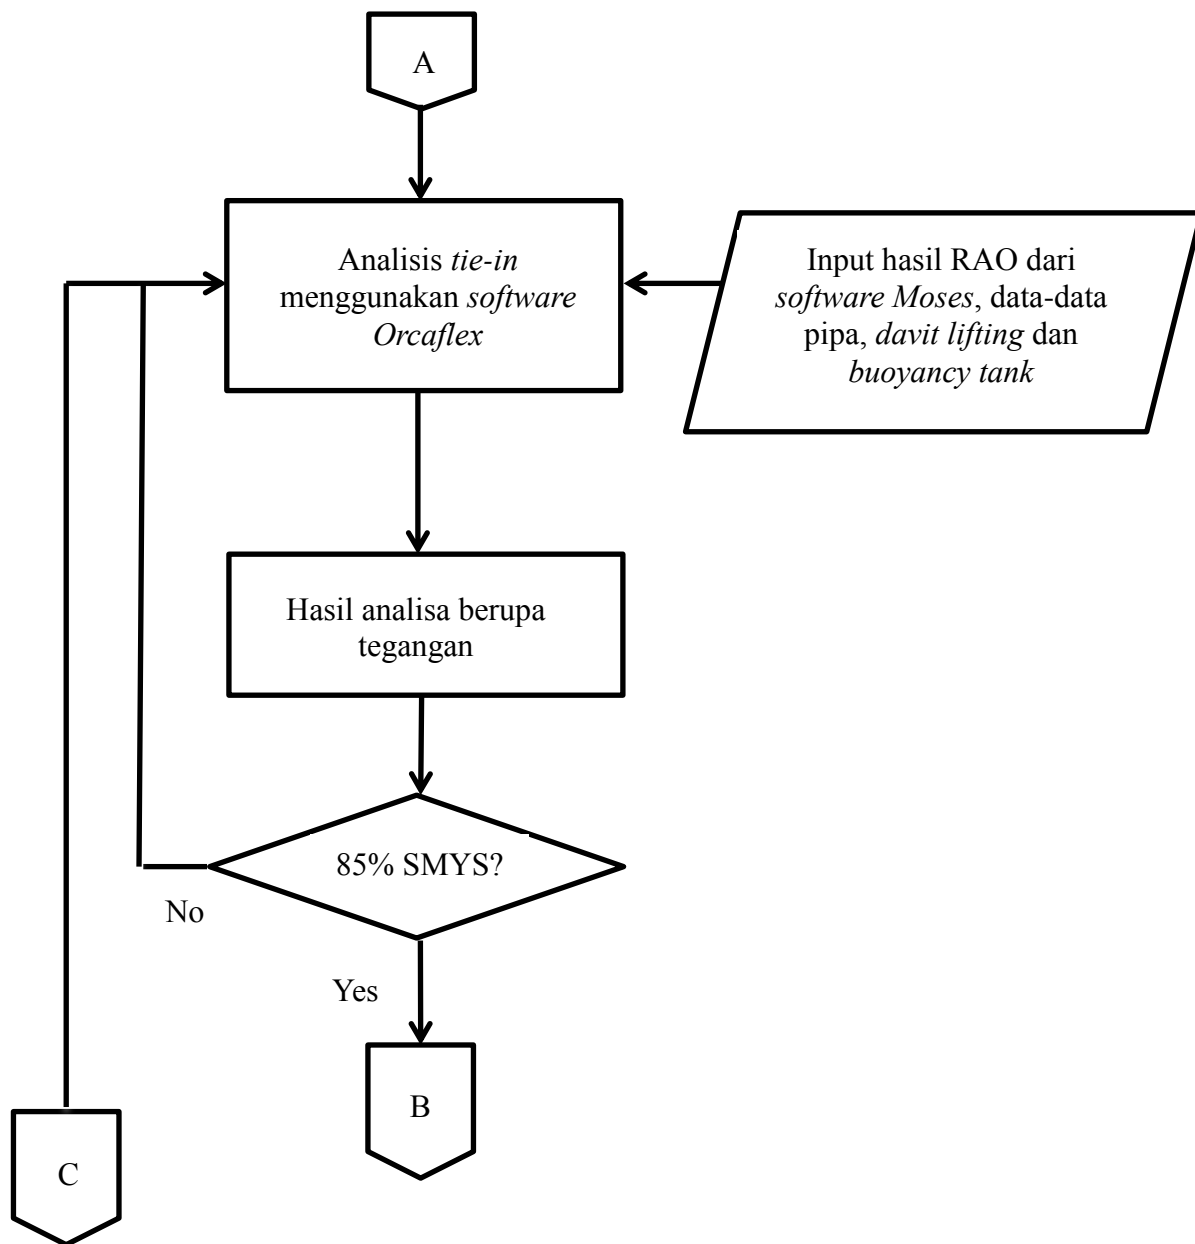 A
Analisis tie-in
menggunakan software
Orcaflex
Input hasil RAO dari
software Moses, data-data
pipa, davit lifting dan
buoyancy tank
Hasil analisa berupa
tegangan
85% SMYS?
No
Yes
B
C